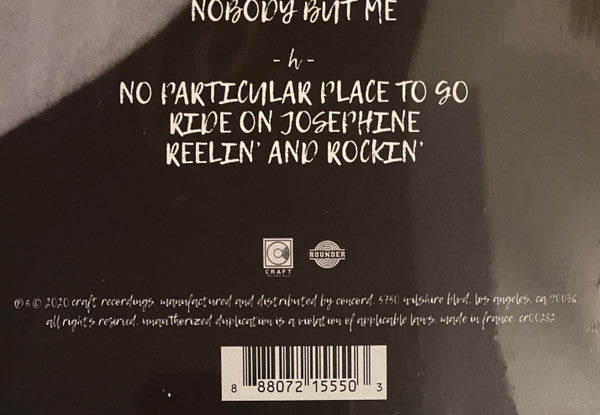 NOBODY BUT ME
- h -
NO PARTICULAR PLACE TO GO
RIDE ON JOSEPHINE
REELIN' AND ROCKIN'
CRAFT
RECORDINGS
ROUNDER
℗ & © 2020 craft recordings. manufactured and distributed by concord. 5750 wilshire blvd. los angeles, ca 90036.
all rights reserved. unauthorized duplication is a violation of applicable laws. made in france. cr00282
8 88072 15550 3